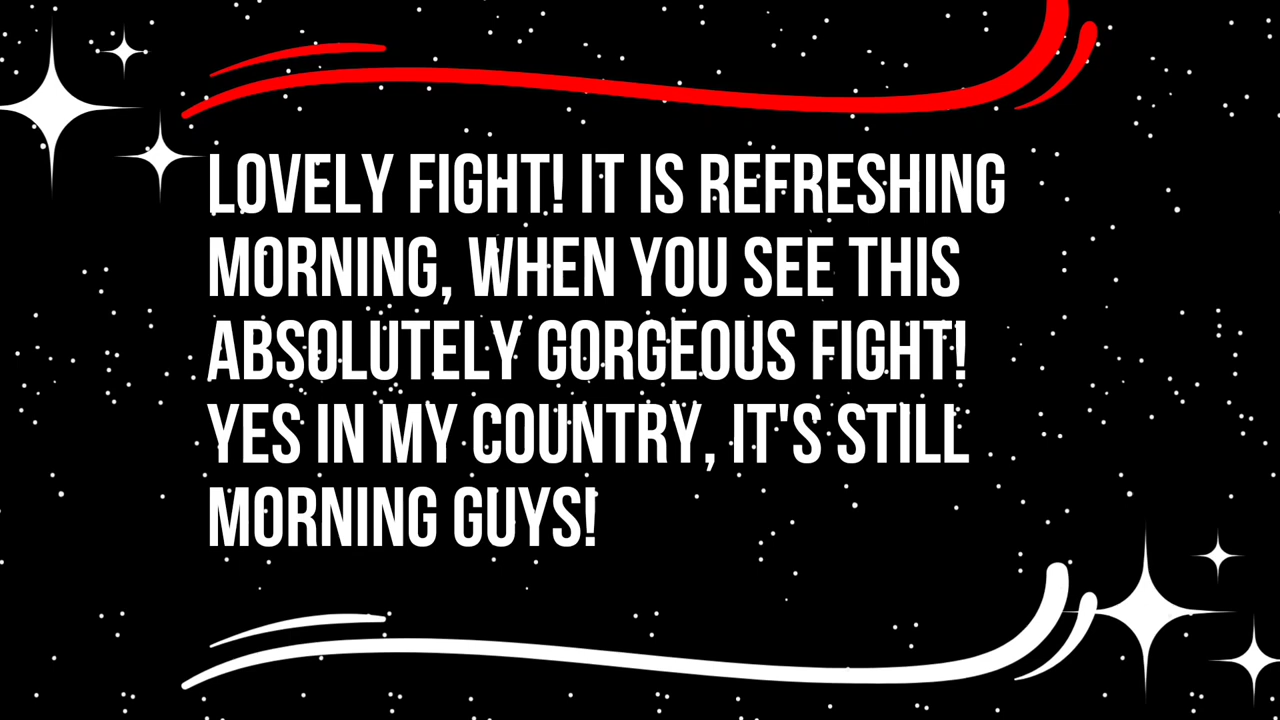 LOVELY FIGHT! IT IS REFRESHING
MORNING, WHEN YOU SEE THIS
ABSOLUTELY GORGEOUS FIGHT!
YES IN MY COUNTRY, IT'S STILL
MORNING GUYS!